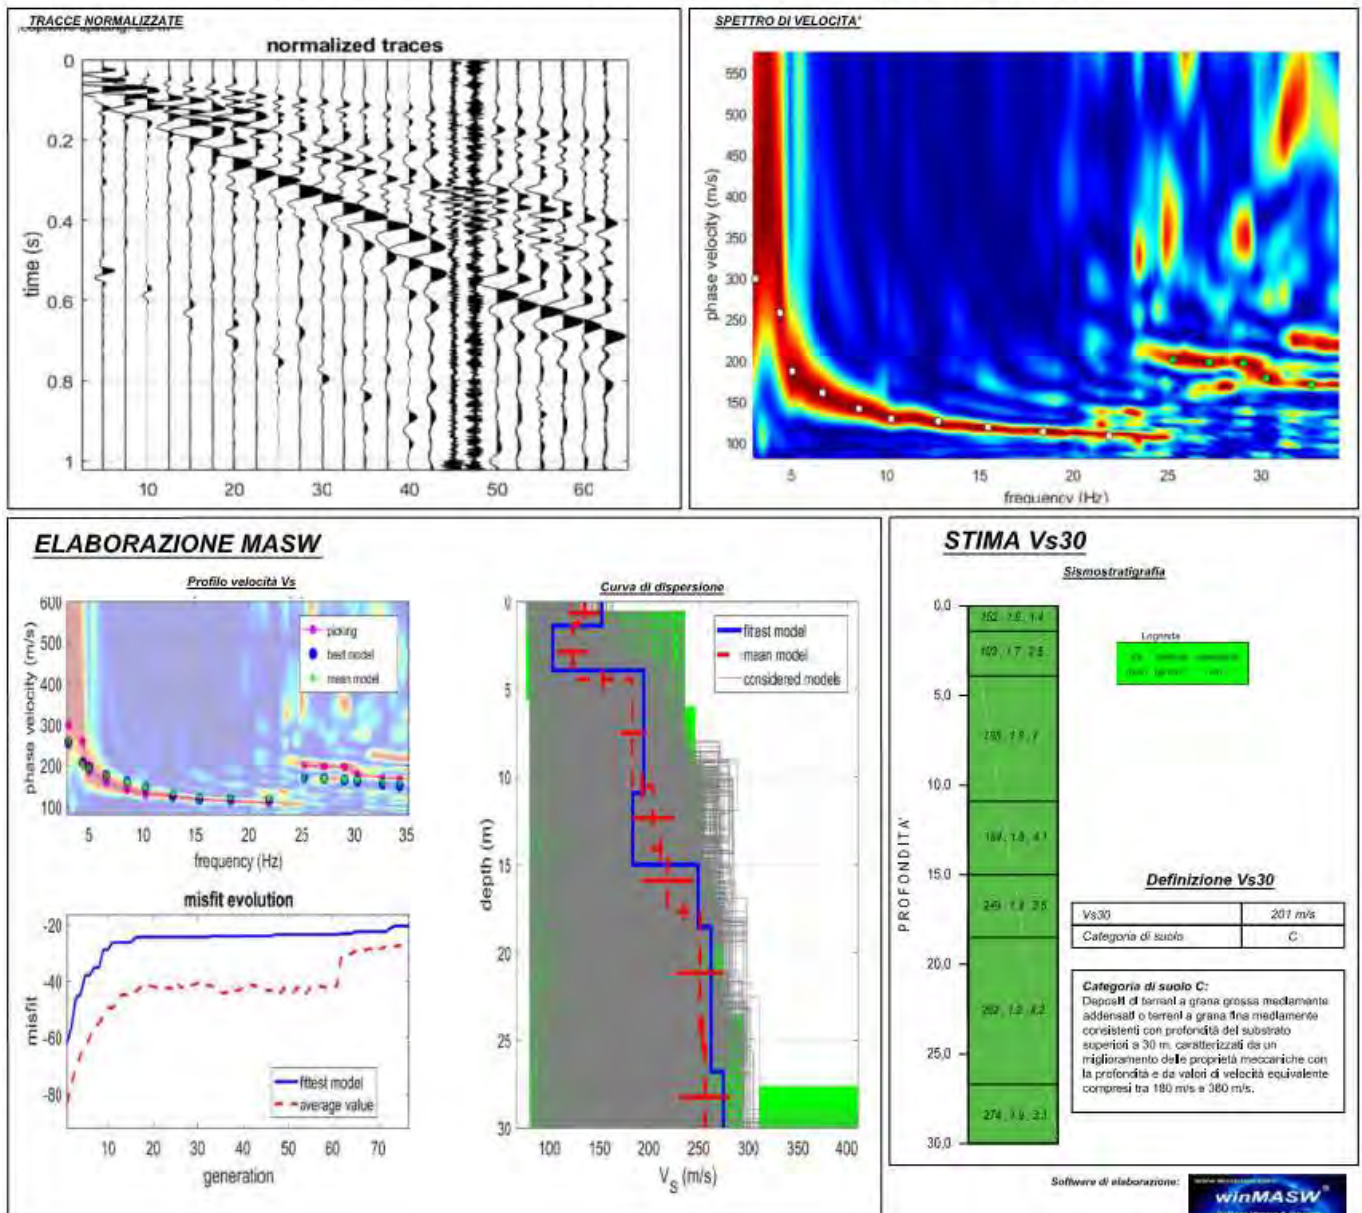 TRACCE NORMALIZZATE
normalized traces
time (s)
0
0.2
0.4
0.6
0.8
1
10 20 30 40 50 60
SPETTRO DI VELOCITA'
phase velocity (m/s)
550
500
450
400
350
300
250
200
150
100
5 10 15 20 25 30
frequency (Hz)
ELABORAZIONE MASW
Profilo velocità Vs
phase velocity (m/s)
600
500
400
300
200
100
picking
best model
mean model
5 10 15 20 25 30 35
frequency (Hz)
misfit evolution
misfit
-20
-40
-60
-80
fittest model
average value
10 20 30 40 50 60 70
generation
Curva di dispersione
depth (m)
0
5
10
15
20
25
30
fittest model
mean model
considered models
100 150 200 250 300 350 400
VS (m/s)
STIMA Vs30
Sismostratigrafia
PROFONDITA'
0,0
5,0
10,0
15,0
20,0
25,0
30,0
Legenda
Definizione Vs30
Vs30 201 m/s
Categoria di suolo C
Categoria di suolo C:
Depositi di terreni a grana grossa mediamente
addensati o terreni a grana fina mediamente
consistenti con profondità del substrato
superiori a 30 m, caratterizzati da un
miglioramento delle proprietà meccaniche con
la profondità e da valori di velocità equivalente
compresi tra 180 m/s e 360 m/s.
Software di elaborazione:
winMASW®